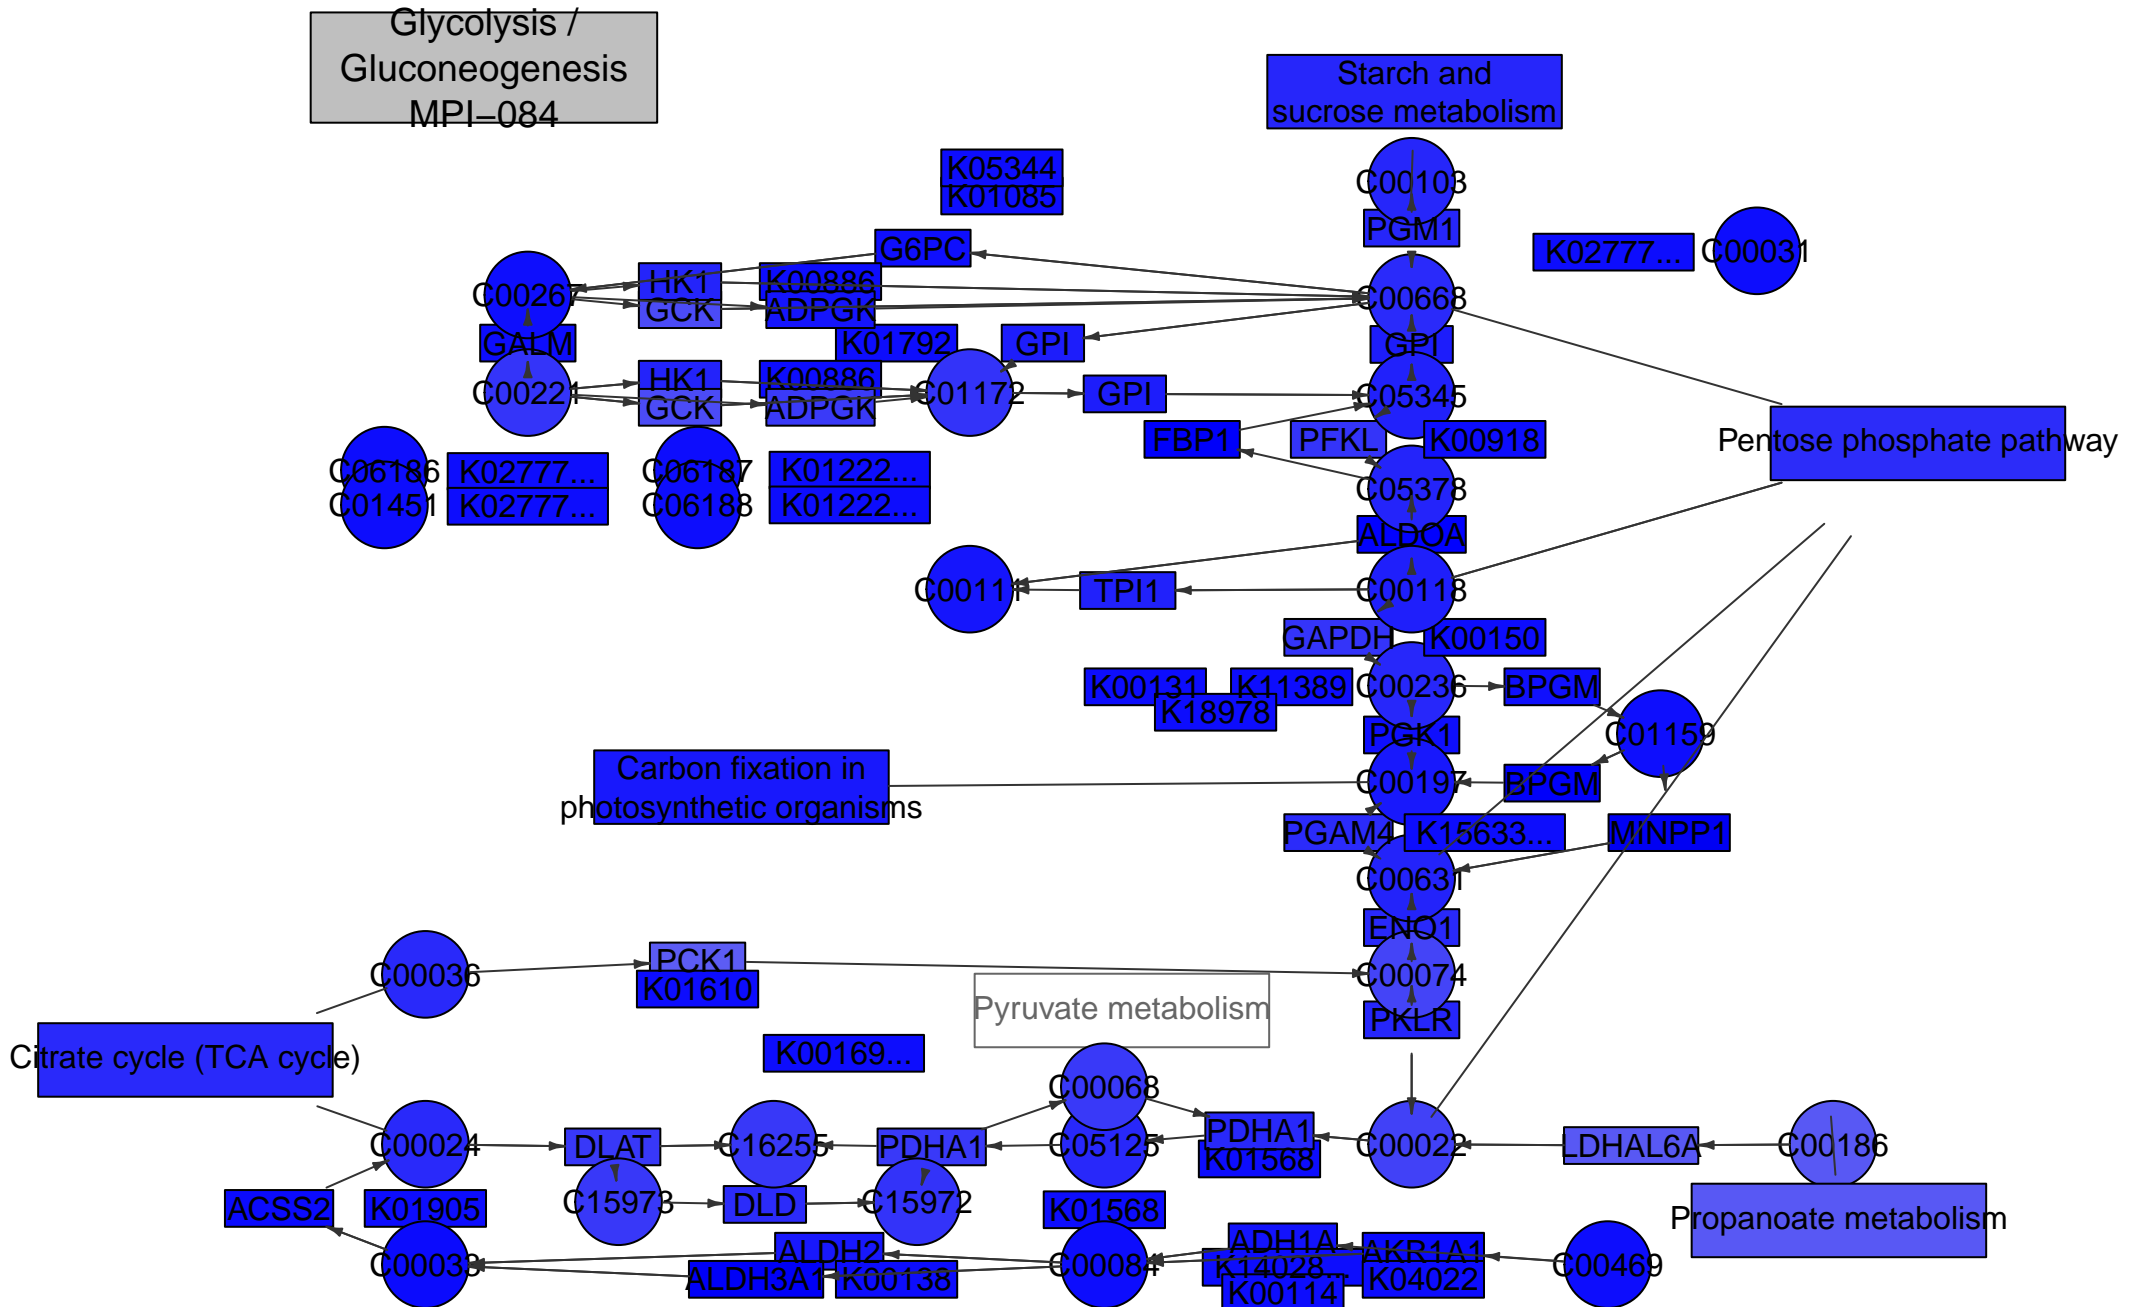 Glycolysis /
Gluconeogenesis
MPI−084
Starch and
sucrose metabolism
K05344
K01085
C00103
PGM1
G6PC
K02777...
C00031
C00267
HK1
K00886
GCK
ADPGK
C00668
GALM
K01792
GPI
GPI
C00221
HK1
K00886
GCK
ADPGK
C01172
GPI
C05345
FBP1
PFKL
K00918
Pentose phosphate pathway
C06186
K02777...
C06187
K01222...
C01451
K02777...
C06188
K01222...
C05378
ALDOA
C00111
TPI1
C00118
GAPDH
K00150
K00131
K11389
K18978
C00236
BPGM
PGK1
C01159
Carbon fixation in
photosynthetic organisms
C00197
BPGM
PGAM4
K15633...
MINPP1
C00631
ENO1
C00036
PCK1
K01610
C00074
Pyruvate metabolism
PKLR
Citrate cycle (TCA cycle)
K00169...
C00068
C00024
DLAT
C16255
PDHA1
C05125
PDHA1
K01568
C00022
LDHAL6A
C00186
ACSS2
K01905
C15973
DLD
C15972
K01568
Propanoate metabolism
C00033
ALDH2
ALDH3A1
K00138
C00084
ADH1A
K14028...
K00114
AKR1A1
K04022
C00469